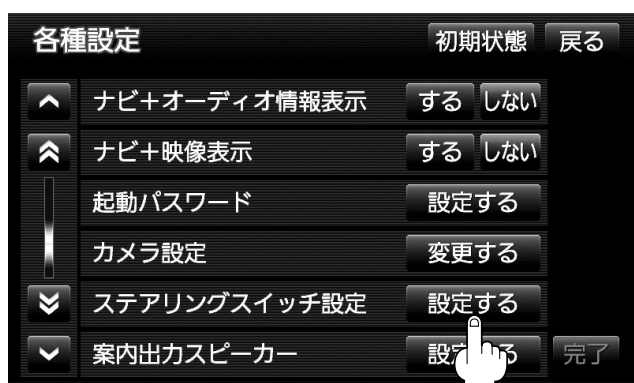 各種設定 初期状態 戻る
ナビ＋オーディオ情報表示 する しない
ナビ＋映像表示 する しない
起動パスワード 設定する
カメラ設定 変更する
ステアリングスイッチ設定 設定する
案内出力スピーカー 設定する 完了